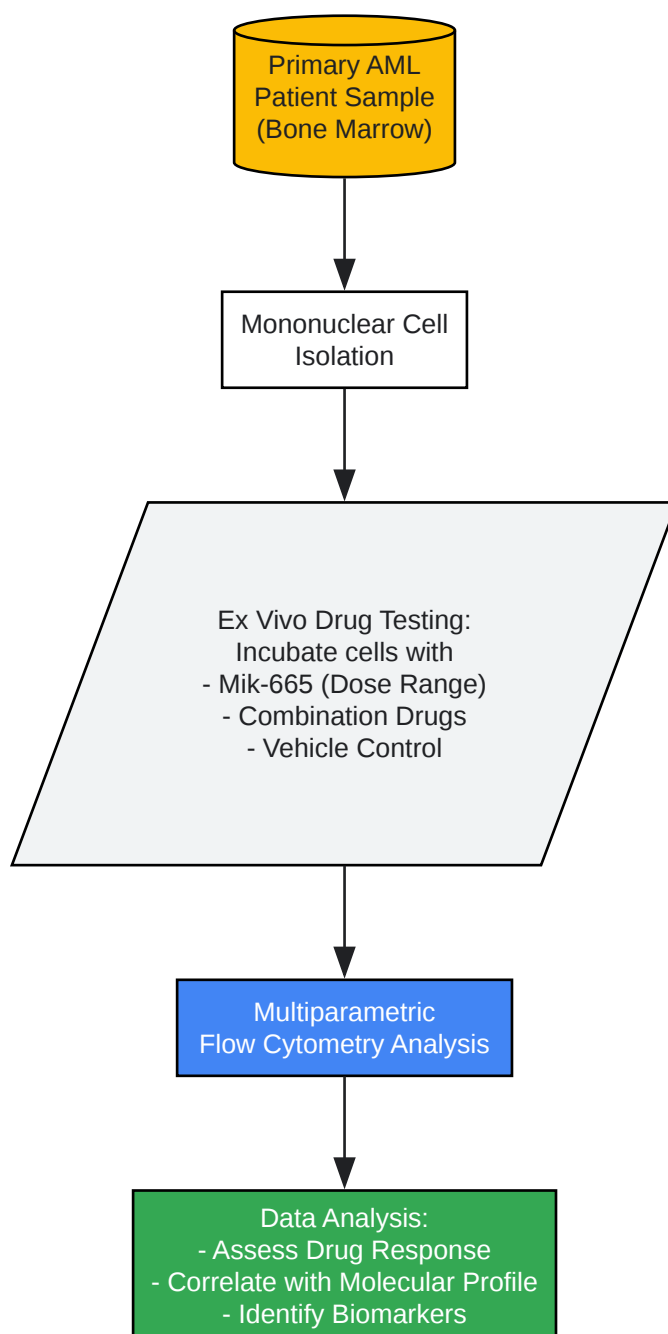 Primary AML
Patient Sample
(Bone Marrow)
Mononuclear Cell
Isolation
Ex Vivo Drug Testing:
Incubate cells with
- Mik-665 (Dose Range)
- Combination Drugs
- Vehicle Control
Multiparametric
Flow Cytometry Analysis
Data Analysis:
- Assess Drug Response
- Correlate with Molecular Profile
- Identify Biomarkers